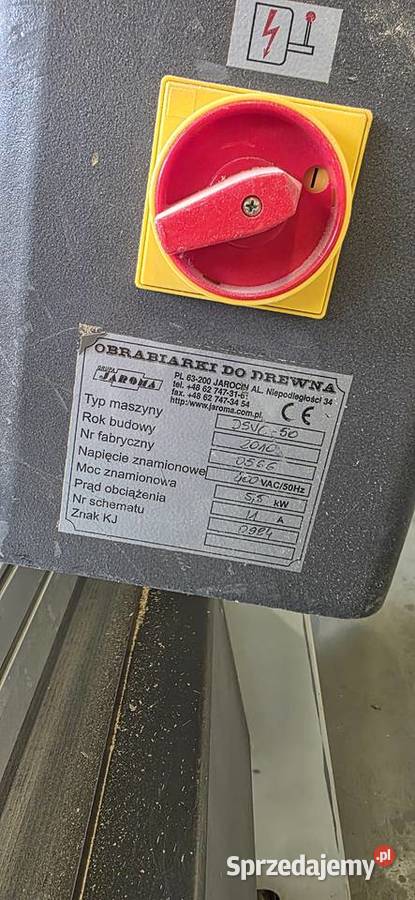 I
OBRABIARKI DO DREWNA
GRUPA
JAROMA
PL 63-200 JAROCIN AL. Niepodległości 34
tel. +48 62 747-31-61
fax. +48 62 747-34 54
http:/www.jaroma.com.pl,
CE
Typ maszyny DSVC-50
Rok budowy 2010
Nr fabryczny 0566
Napięcie znamionowe 400 VAC/50Hz
Moc znamionowa 5,5 kW
Prąd obciążenia 11 A
Nr schematu 0984
Znak KJ
Sprzedajemy.pl